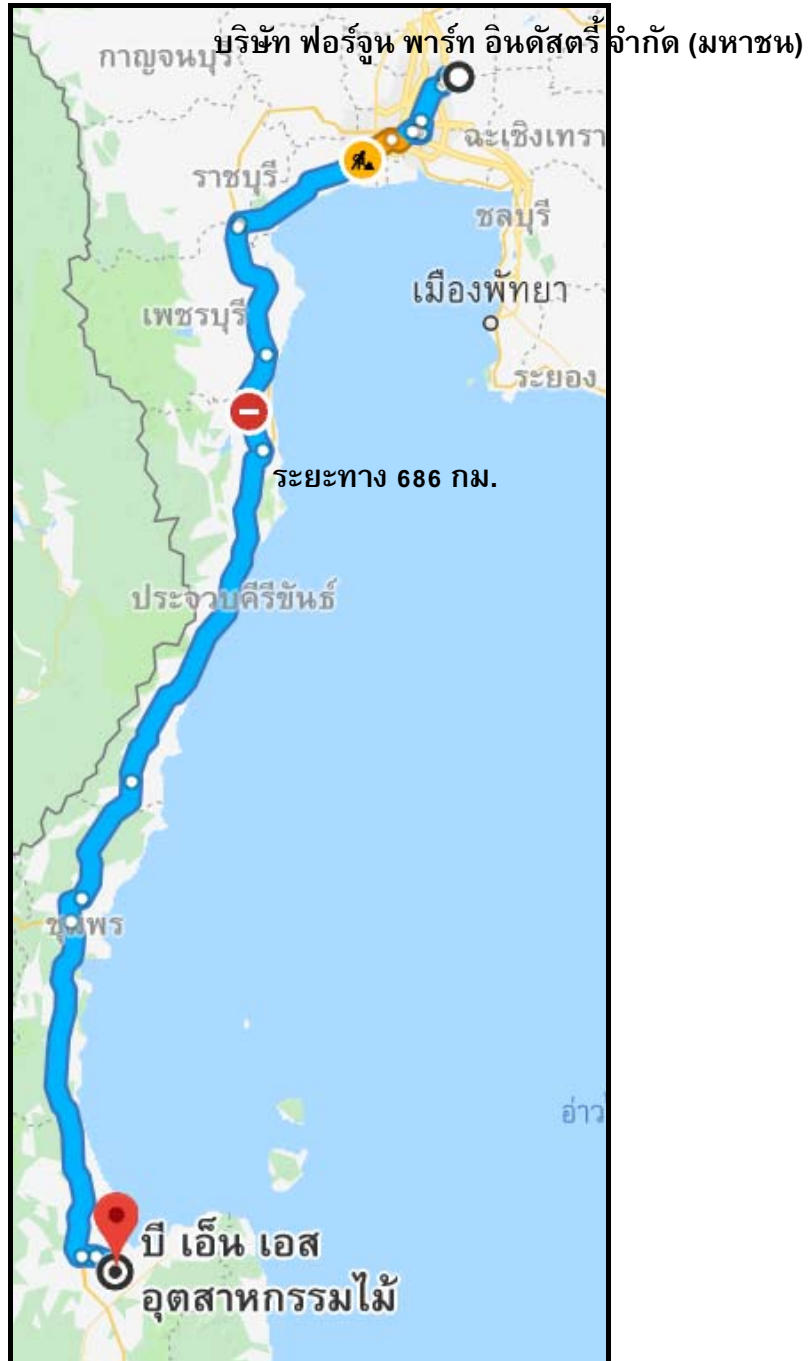 บริษัท ฟอร์จูน พาร์ท อินดัสตรี้ จำกัด (มหาชน)
กาญจนบุรี
ฉะเชิงเทรา
ราชบุรี
ชลบุรี
เมืองพัทยา
เพชรบุรี
ระยอง
ระยะทาง 686 กม.
ประจวบคีรีขันธ์
ชุมพร
อ่าว
บี เอ็น เอส
อุตสาหกรรมไม้